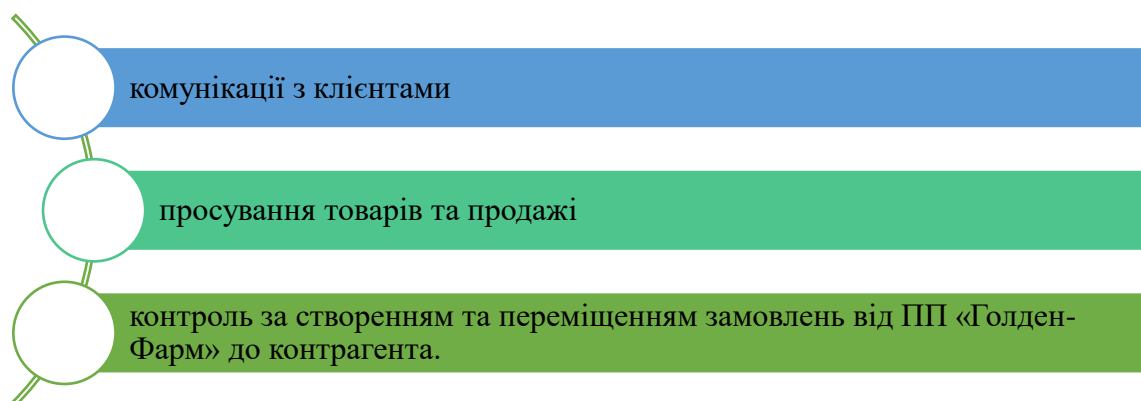 комунікації з клієнтами
просування товарів та продажі
контроль за створенням та переміщенням замовлень від ПП «Голден-
Фарм» до контрагента.